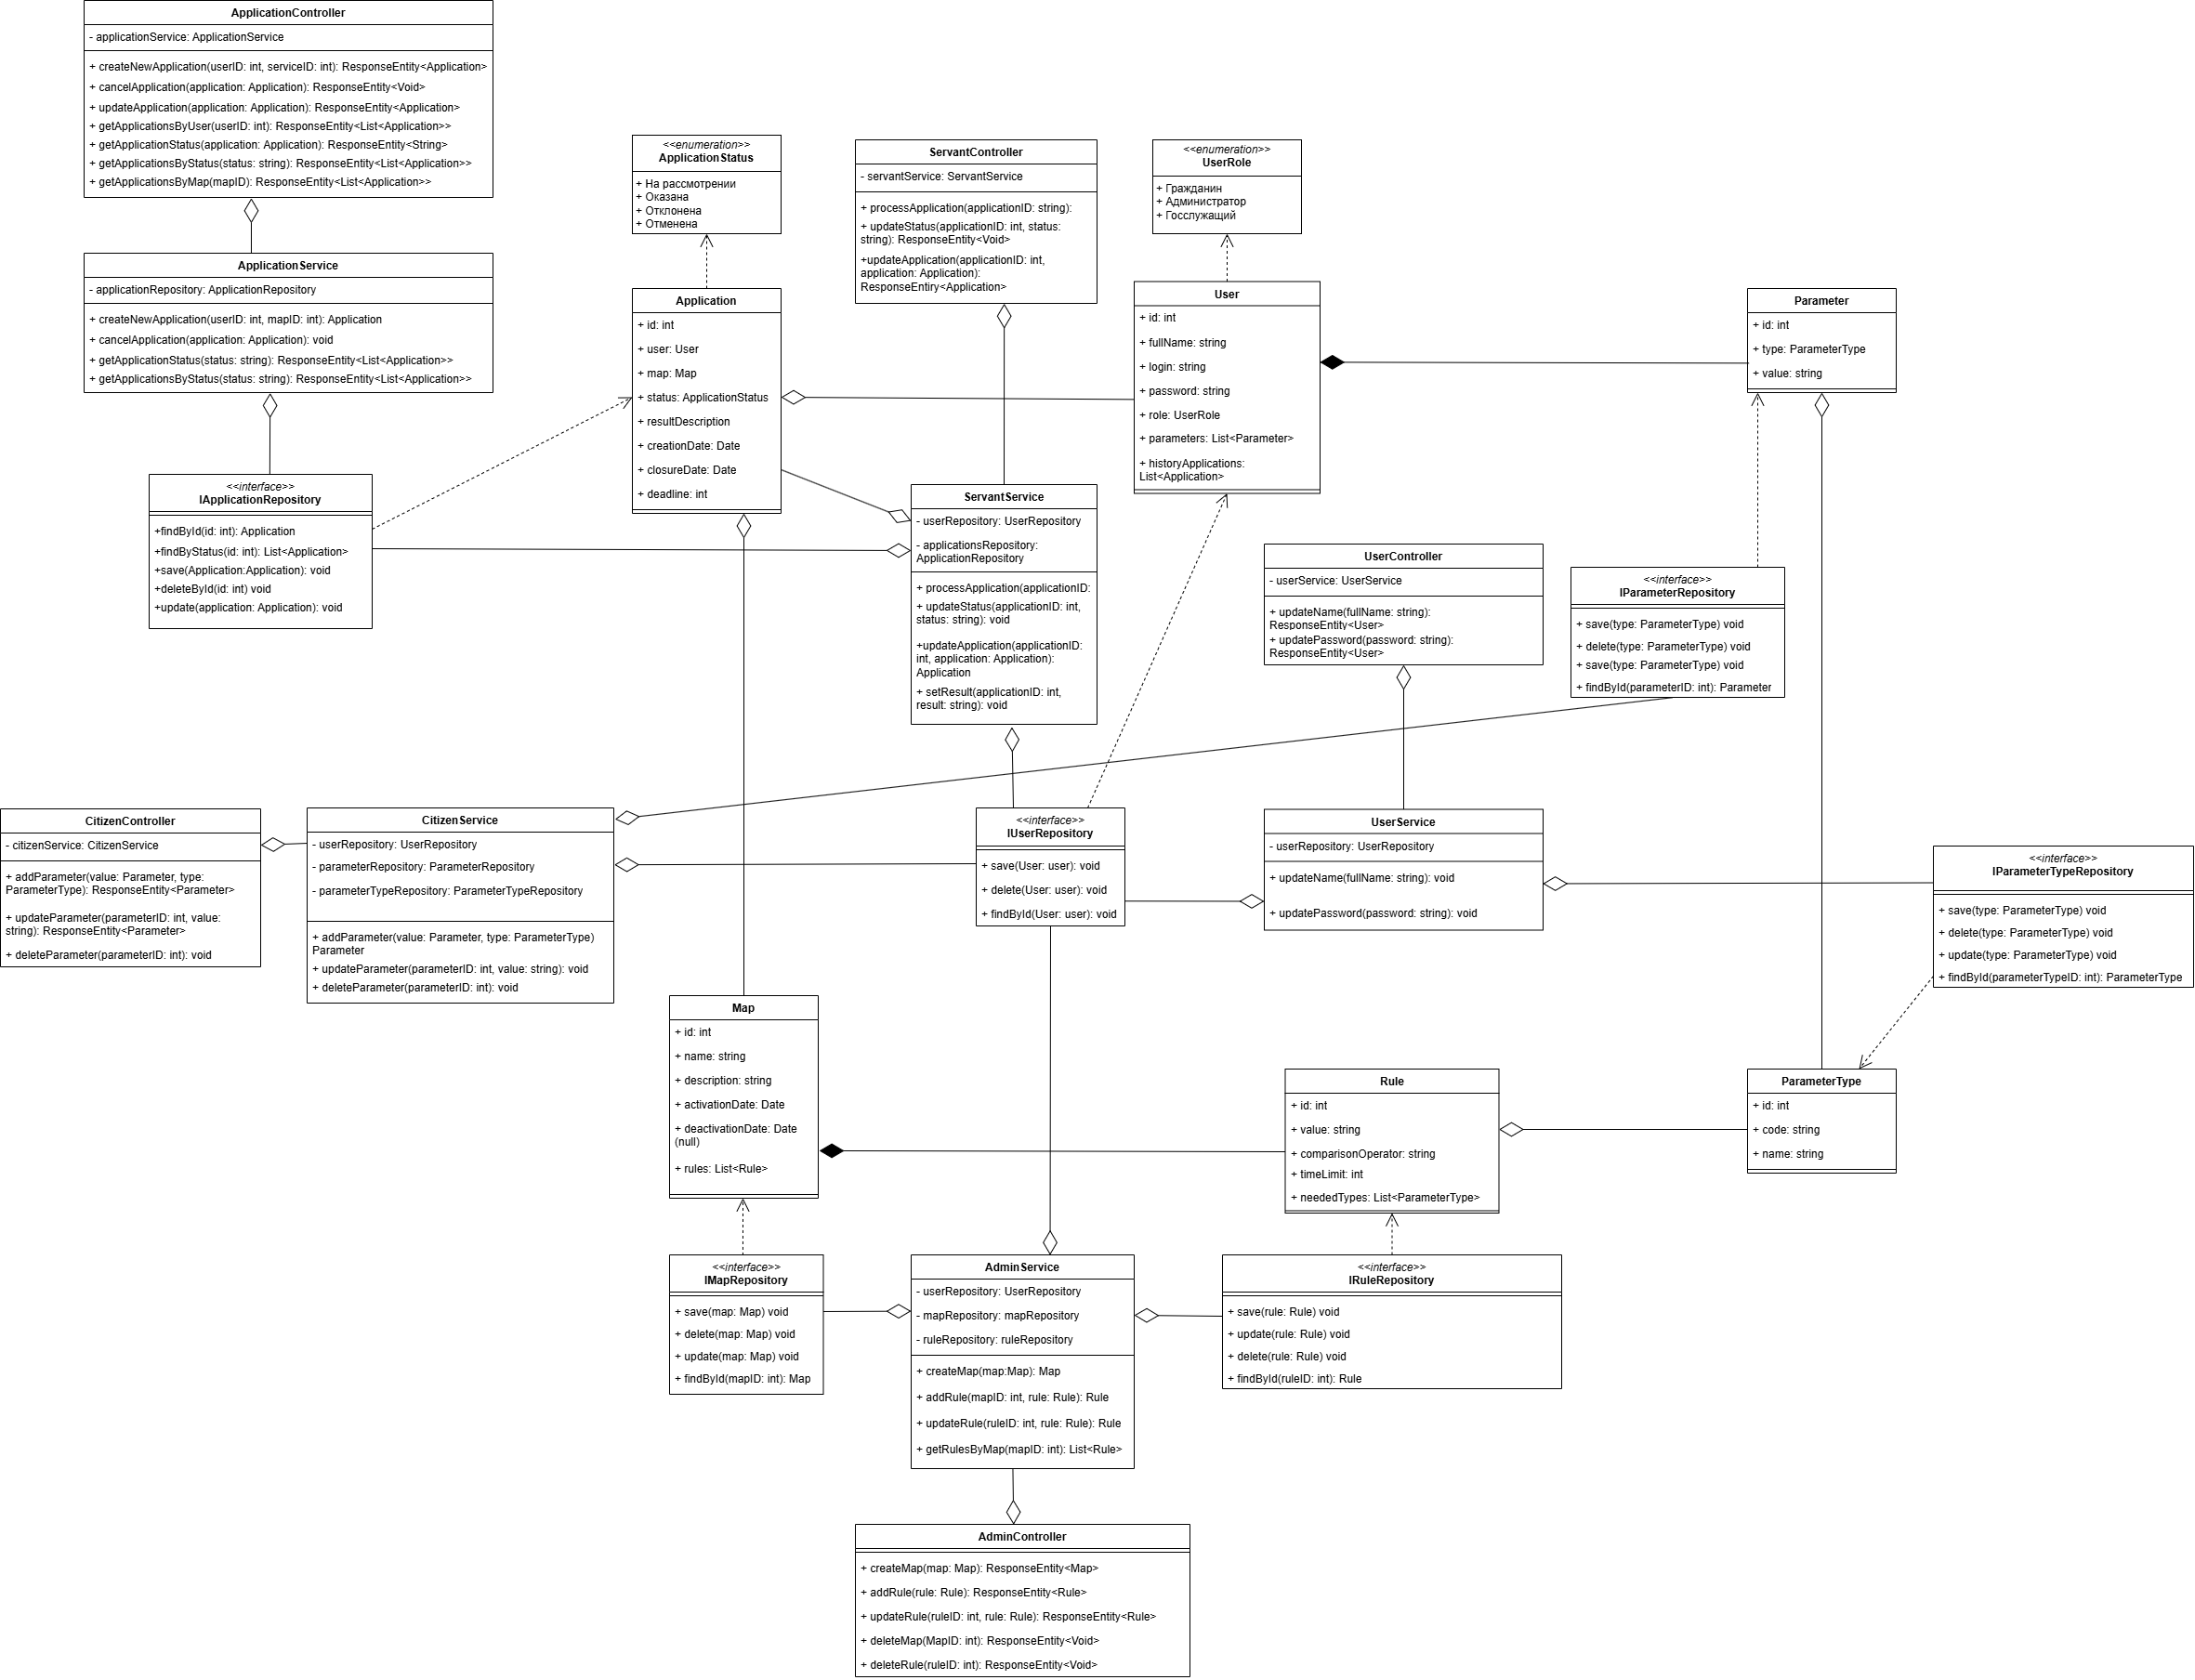 ApplicationController
- applicationService: ApplicationService
+ createNewApplication(userID: int, serviceID: int): ResponseEntity<Application>
+ cancelApplication(application: Application): ResponseEntity<Void>
+ updateApplication(application: Application): ResponseEntity<Application>
+ getApplicationsByUser(userID: int): ResponseEntity<List<Application>>
+ getApplicationStatus(application: Application): ResponseEntity<String>
+ getApplicationsByStatus(status: string): ResponseEntity<List<Application>>
+ getApplicationsByMap(mapID): ResponseEntity<List<Application>>
ApplicationService
- applicationRepository: ApplicationRepository
+ createNewApplication(userID: int, mapID: int): Application
+ cancelApplication(application: Application): void
+ getApplicationStatus(status: string): ResponseEntity<List<Application>>
+ getApplicationsByStatus(status: string): ResponseEntity<List<Application>>
<<interface>>
IApplicationRepository
+findById(id: int): Application
+findByStatus(id: int): List<Application>
+save(Application:Application): void
+deleteById(id: int) void
+update(application: Application): void
<<enumeration>>
ApplicationStatus
+ На рассмотрении
+ Оказана
+ Отклонена
+ Отменена
Application
+ id: int
+ user: User
+ map: Map
+ status: ApplicationStatus
+ resultDescription
+ creationDate: Date
+ closureDate: Date
+ deadline: int
ServantController
- servantService: ServantService
+ processApplication(applicationID: string):
+ updateStatus(applicationID: int, status:
string): ResponseEntity<Void>
+updateApplication(applicationID: int,
application: Application):
ResponseEntiry<Application>
ServantService
- userRepository: UserRepository
- applicationsRepository:
ApplicationRepository
+ processApplication(applicationID:
+ updateStatus(applicationID: int,
status: string): void
+updateApplication(applicationID:
int, application: Application):
Application
+ setResult(applicationID: int,
result: string): void
<<enumeration>>
UserRole
+ Гражданин
+ Администратор
+ Госслужащий
User
+ id: int
+ fullName: string
+ login: string
+ password: string
+ role: UserRole
+ parameters: List<Parameter>
+ historyApplications:
List<Application>
Parameter
+ id: int
+ type: ParameterType
+ value: string
UserController
- userService: UserService
+ updateName(fullName: string):
ResponseEntity<User>
+ updatePassword(password: string):
ResponseEntity<User>
<<interface>>
IParameterRepository
+ save(type: ParameterType) void
+ delete(type: ParameterType) void
+ save(type: ParameterType) void
+ findById(parameterID: int): Parameter
CitizenController
- citizenService: CitizenService
+ addParameter(value: Parameter, type:
ParameterType): ResponseEntity<Parameter>
+ updateParameter(parameterID: int, value:
string): ResponseEntity<Parameter>
+ deleteParameter(parameterID: int): void
CitizenService
- userRepository: UserRepository
- parameterRepository: ParameterRepository
- parameterTypeRepository: ParameterTypeRepository
+ addParameter(value: Parameter, type: ParameterType)
Parameter
+ updateParameter(parameterID: int, value: string): void
+ deleteParameter(parameterID: int): void
<<interface>>
IUserRepository
+ save(User: user): void
+ delete(User: user): void
+ findById(User: user): void
UserService
- userRepository: UserRepository
+ updateName(fullName: string): void
+ updatePassword(password: string): void
<<interface>>
IParameterTypeRepository
+ save(type: ParameterType) void
+ delete(type: ParameterType) void
+ update(type: ParameterType) void
+ findById(parameterTypeID: int): ParameterType
Map
+ id: int
+ name: string
+ description: string
+ activationDate: Date
+ deactivationDate: Date
(null)
+ rules: List<Rule>
Rule
+ id: int
+ value: string
+ comparisonOperator: string
+ timeLimit: int
+ neededTypes: List<ParameterType>
ParameterType
+ id: int
+ code: string
+ name: string
<<interface>>
IMapRepository
+ save(map: Map) void
+ delete(map: Map) void
+ update(map: Map) void
+ findById(mapID: int): Map
AdminService
- userRepository: UserRepository
- mapRepository: mapRepository
- ruleRepository: ruleRepository
+ createMap(map:Map): Map
+ addRule(mapID: int, rule: Rule): Rule
+ updateRule(ruleID: int, rule: Rule): Rule
+ getRulesByMap(mapID: int): List<Rule>
<<interface>>
IRuleRepository
+ save(rule: Rule) void
+ update(rule: Rule) void
+ delete(rule: Rule) void
+ findById(ruleID: int): Rule
AdminController
+ createMap(map: Map): ResponseEntity<Map>
+ addRule(rule: Rule): ResponseEntity<Rule>
+ updateRule(ruleID: int, rule: Rule): ResponseEntity<Rule>
+ deleteMap(MapID: int): ResponseEntity<Void>
+ deleteRule(ruleID: int): ResponseEntity<Void>